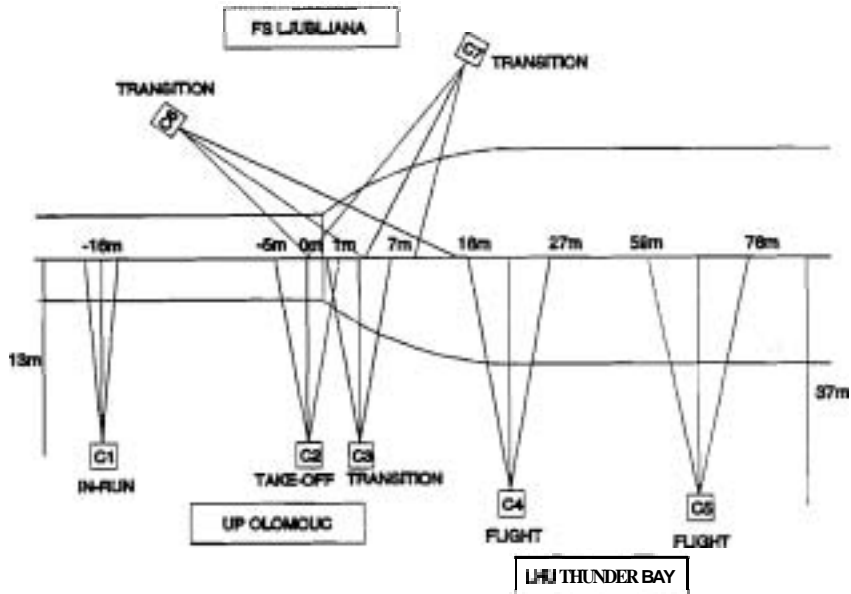 FS LJUBLJANA
C7
TRANSITION
TRANSITION
C6
-16m
-5m
0m
1m
7m
16m
27m
59m
76m
13m
37m
C1
C2
C3
IN-RUN
TAKE-OFF
TRANSITION
C4
C5
UP OLOMOUC
FLIGHT
FLIGHT
LHU THUNDER BAY